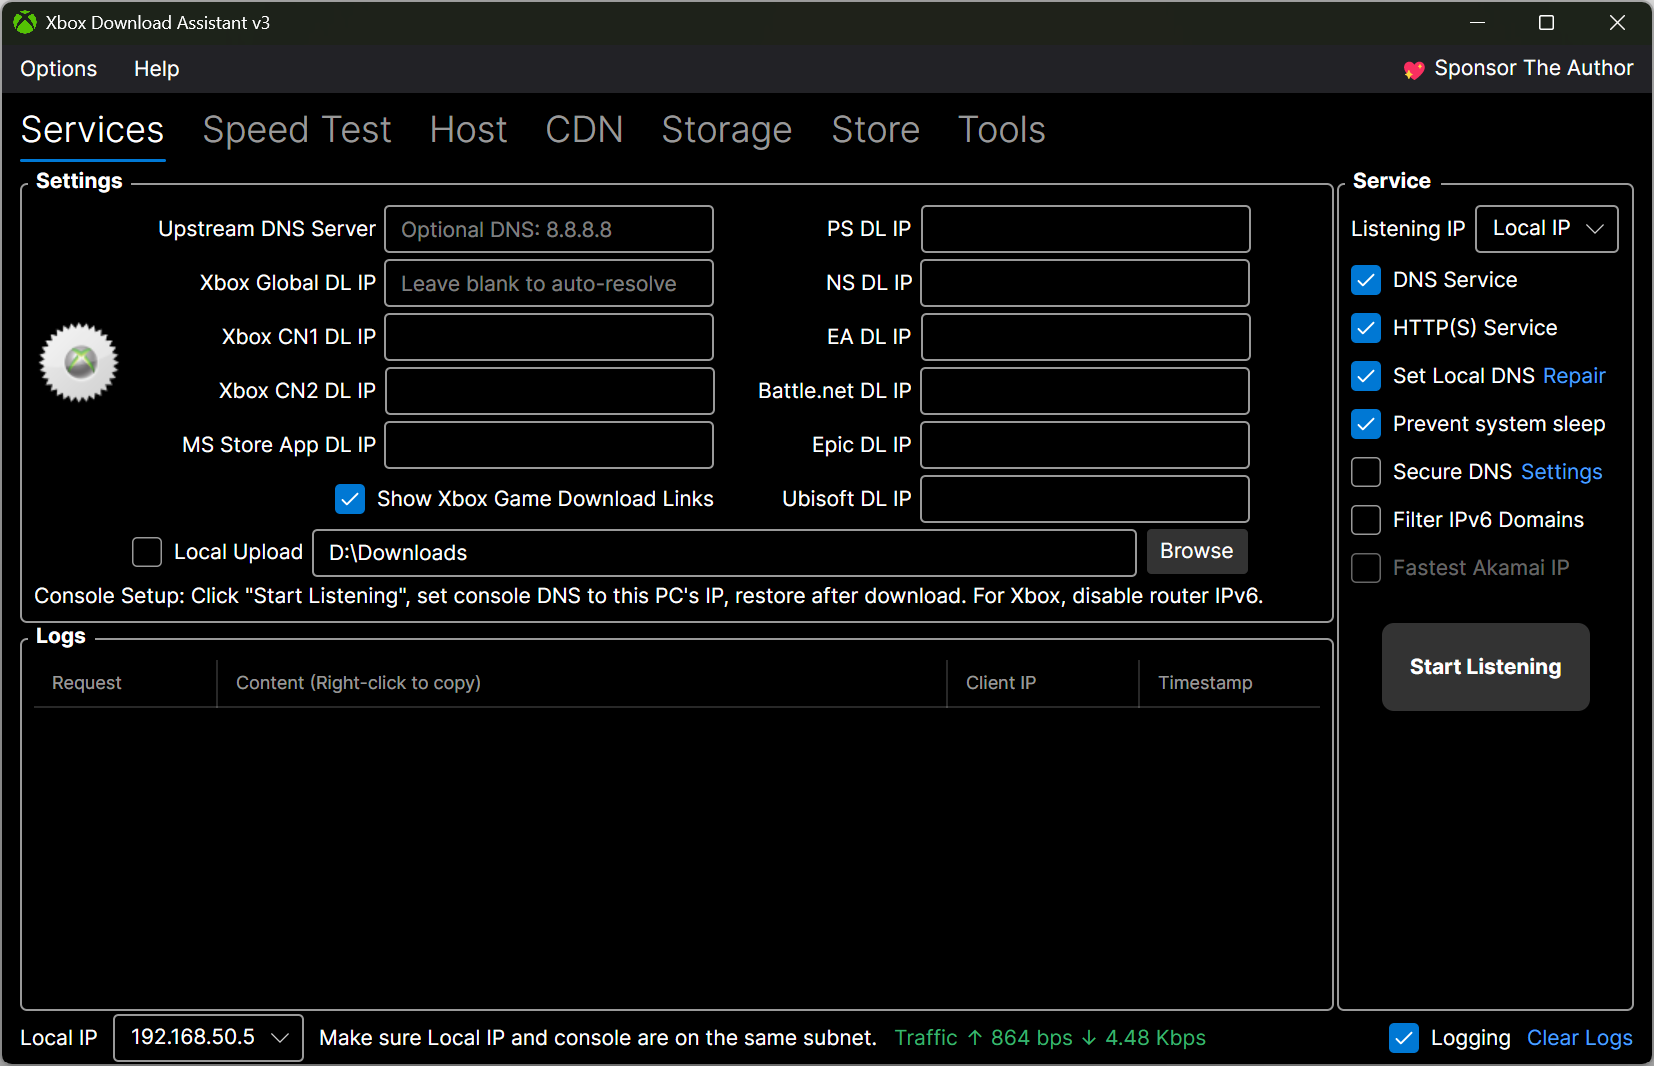 Xbox Download Assistant v3
Options Help
💖 Sponsor The Author
Services Speed Test Host CDN Storage Store Tools
Settings
Upstream DNS Server Optional DNS: 8.8.8.8
Xbox Global DL IP Leave blank to auto-resolve
Xbox CN1 DL IP
Xbox CN2 DL IP
MS Store App DL IP
Show Xbox Game Download Links
PS DL IP
NS DL IP
EA DL IP
Battle.net DL IP
Epic DL IP
Ubisoft DL IP
Local Upload D:\Downloads Browse
Console Setup: Click "Start Listening", set console DNS to this PC's IP, restore after download. For Xbox, disable router IPv6.
Service
Listening IP Local IP
DNS Service
HTTP(S) Service
Set Local DNS Repair
Prevent system sleep
Secure DNS Settings
Filter IPv6 Domains
Fastest Akamai IP
Start Listening
Logs
Request Content (Right-click to copy) Client IP Timestamp
Local IP 192.168.50.5 Make sure Local IP and console are on the same subnet. Traffic ↑ 864 bps ↓ 4.48 Kbps
Logging Clear Logs